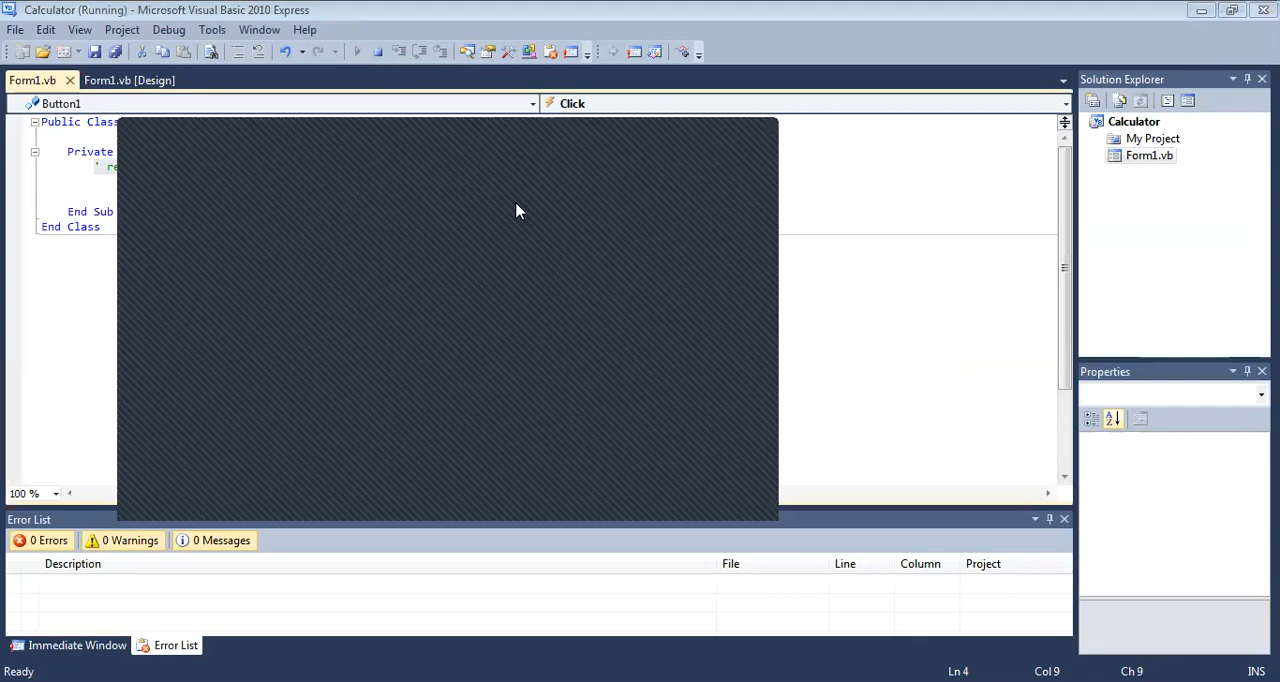 Calculator (Running) - Microsoft Visual Basic 2010 Express
File Edit View Project Debug Tools Window Help
Form1.vb Form1.vb [Design]
Button1 Click
Public Class
Private
' re
End Sub
End Class
100 %
Solution Explorer
Calculator
My Project
Form1.vb
Properties
Error List
0 Errors 0 Warnings 0 Messages
Description File Line Column Project
Immediate Window Error List
Ready Ln 4 Col 9 Ch 9 INS